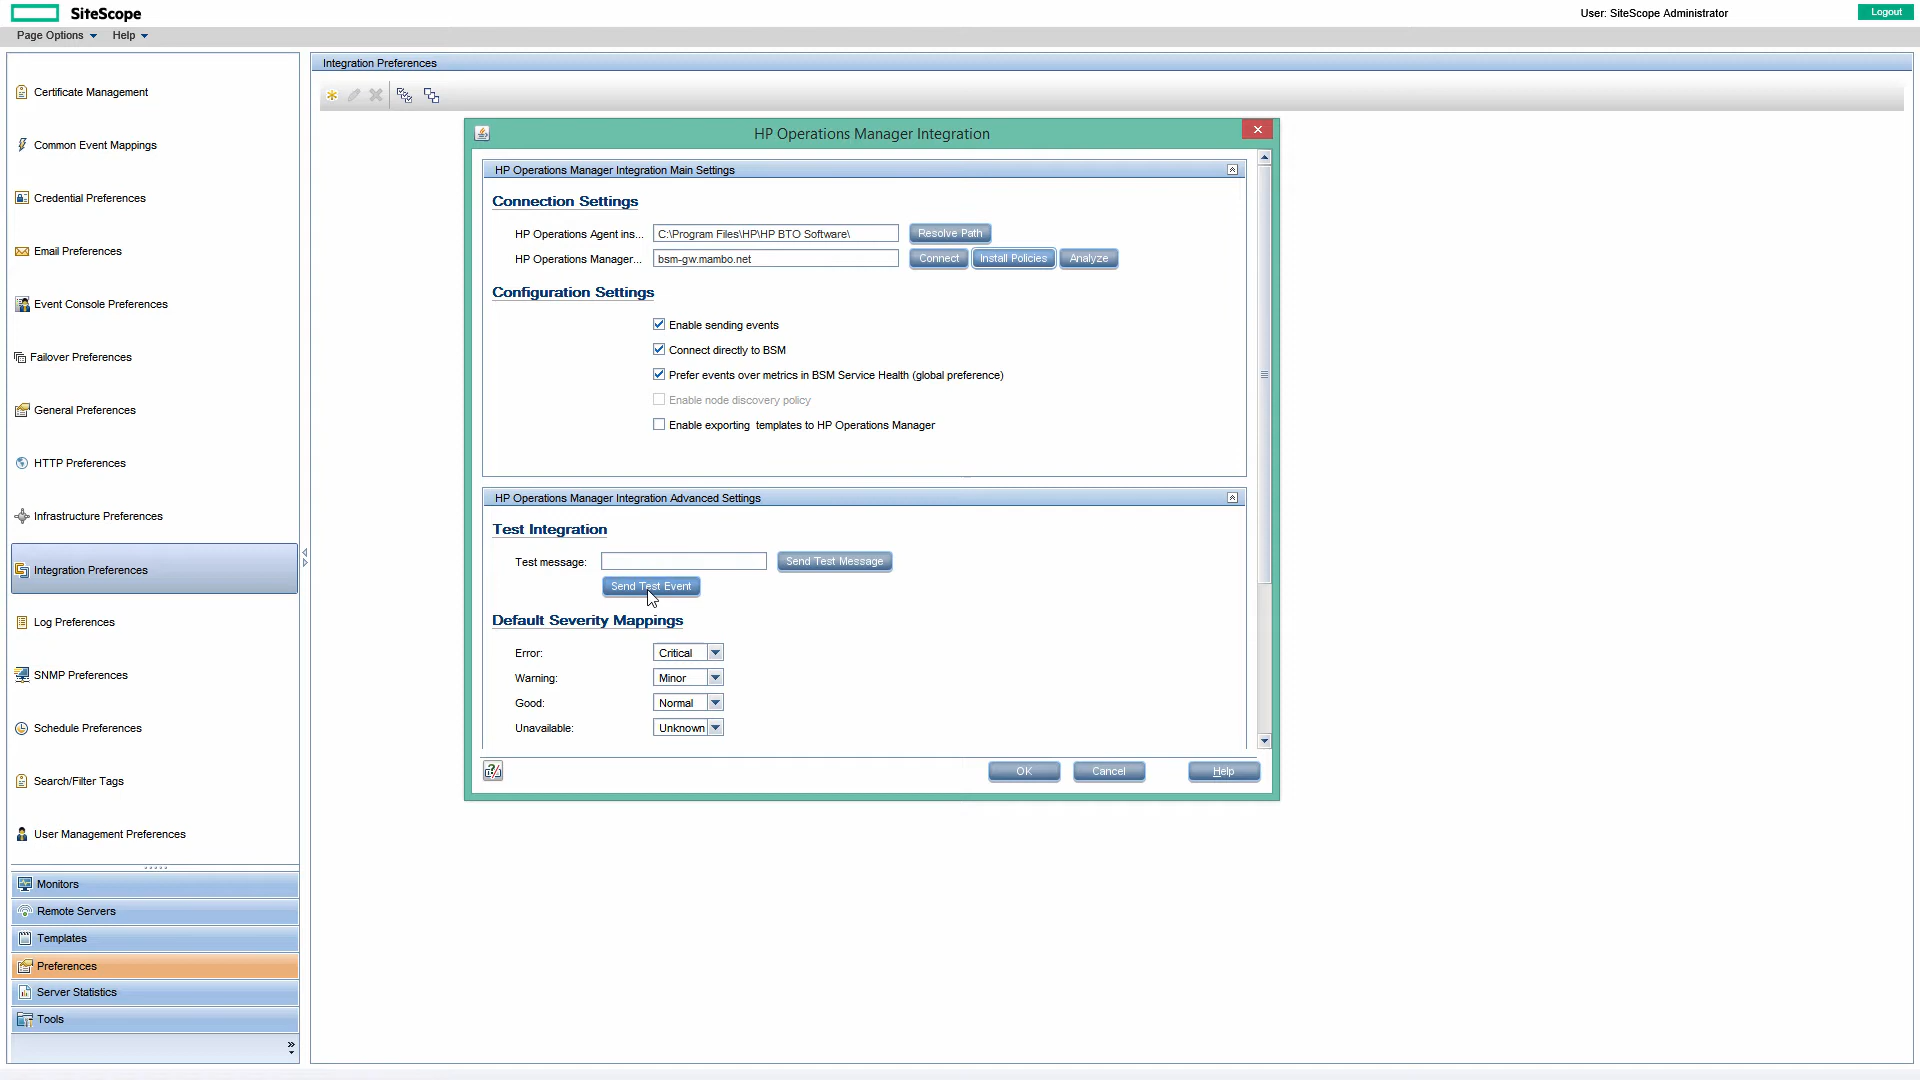 SiteScope
User: SiteScope Administrator
Logout
Page Options
Help
Certificate Management
Common Event Mappings
Credential Preferences
Email Preferences
Event Console Preferences
Failover Preferences
General Preferences
HTTP Preferences
Infrastructure Preferences
Integration Preferences
Log Preferences
SNMP Preferences
Schedule Preferences
Search/Filter Tags
User Management Preferences
Monitors
Remote Servers
Templates
Preferences
Server Statistics
Tools
Integration Preferences
HP Operations Manager Integration
HP Operations Manager Integration Main Settings
Connection Settings
HP Operations Agent ins... C:\Program Files\HP\HP BTO Software\ Resolve Path
HP Operations Manager... bsm-gw.mambo.net Connect Install Policies Analyze
Configuration Settings
Enable sending events
Connect directly to BSM
Prefer events over metrics in BSM Service Health (global preference)
Enable node discovery policy
Enable exporting templates to HP Operations Manager
HP Operations Manager Integration Advanced Settings
Test Integration
Test message: Send Test Message
Send Test Event
Default Severity Mappings
Error: Critical
Warning: Minor
Good: Normal
Unavailable: Unknown
OK Cancel Help